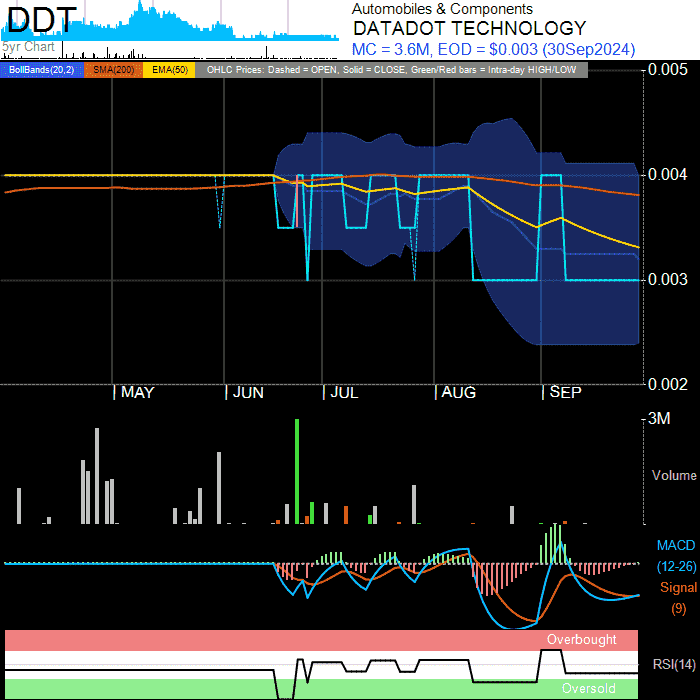 DDT
5yr Chart
Automobiles & Components
DATADOT TECHNOLOGY
MC = 3.6M, EOD = $0.003 (30Sep2024)
BollBands(20,2) SMA(200) EMA(50) OHLC Prices: Dashed = OPEN, Solid = CLOSE, Green/Red bars = Intra-day HIGH/LOW
0.005
0.004
0.003
0.002
| MAY | JUN | JUL | AUG | SEP
3M
Volume
MACD
(12-26)
Signal
(9)
Overbought
RSI(14)
Oversold